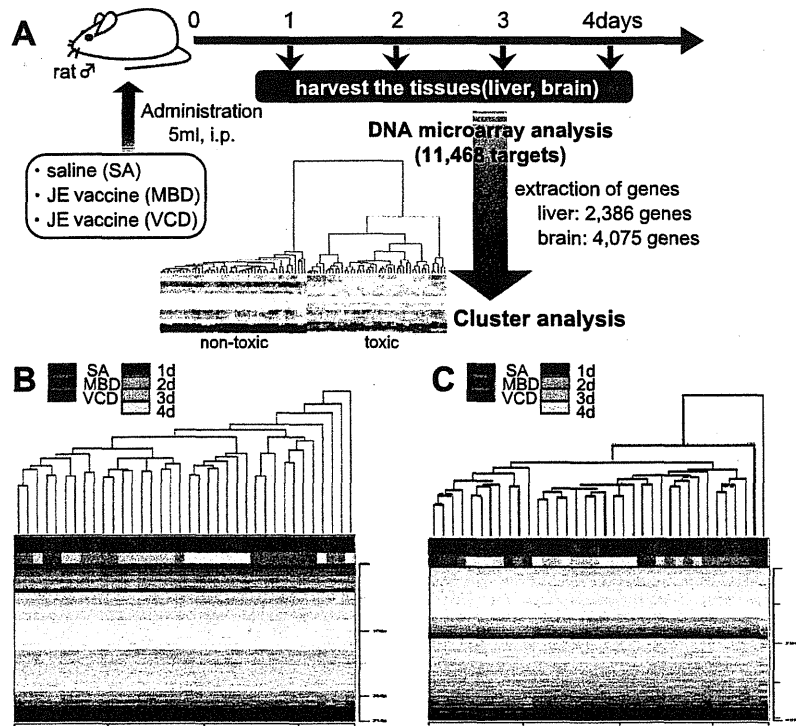 A
0 1 2 3 4days
rat♂
harvest the tissues(liver, brain)
Administration
5ml, i.p.
DNA microarray analysis
(11,468 targets)
・saline (SA)
・JE vaccine (MBD)
・JE vaccine (VCD)
extraction of genes
liver: 2,386 genes
brain: 4,075 genes
Cluster analysis
non-toxic toxic
B
SA 1d
MBD 2d
VCD 3d
4d
C
SA 1d
MBD 2d
VCD 3d
4d